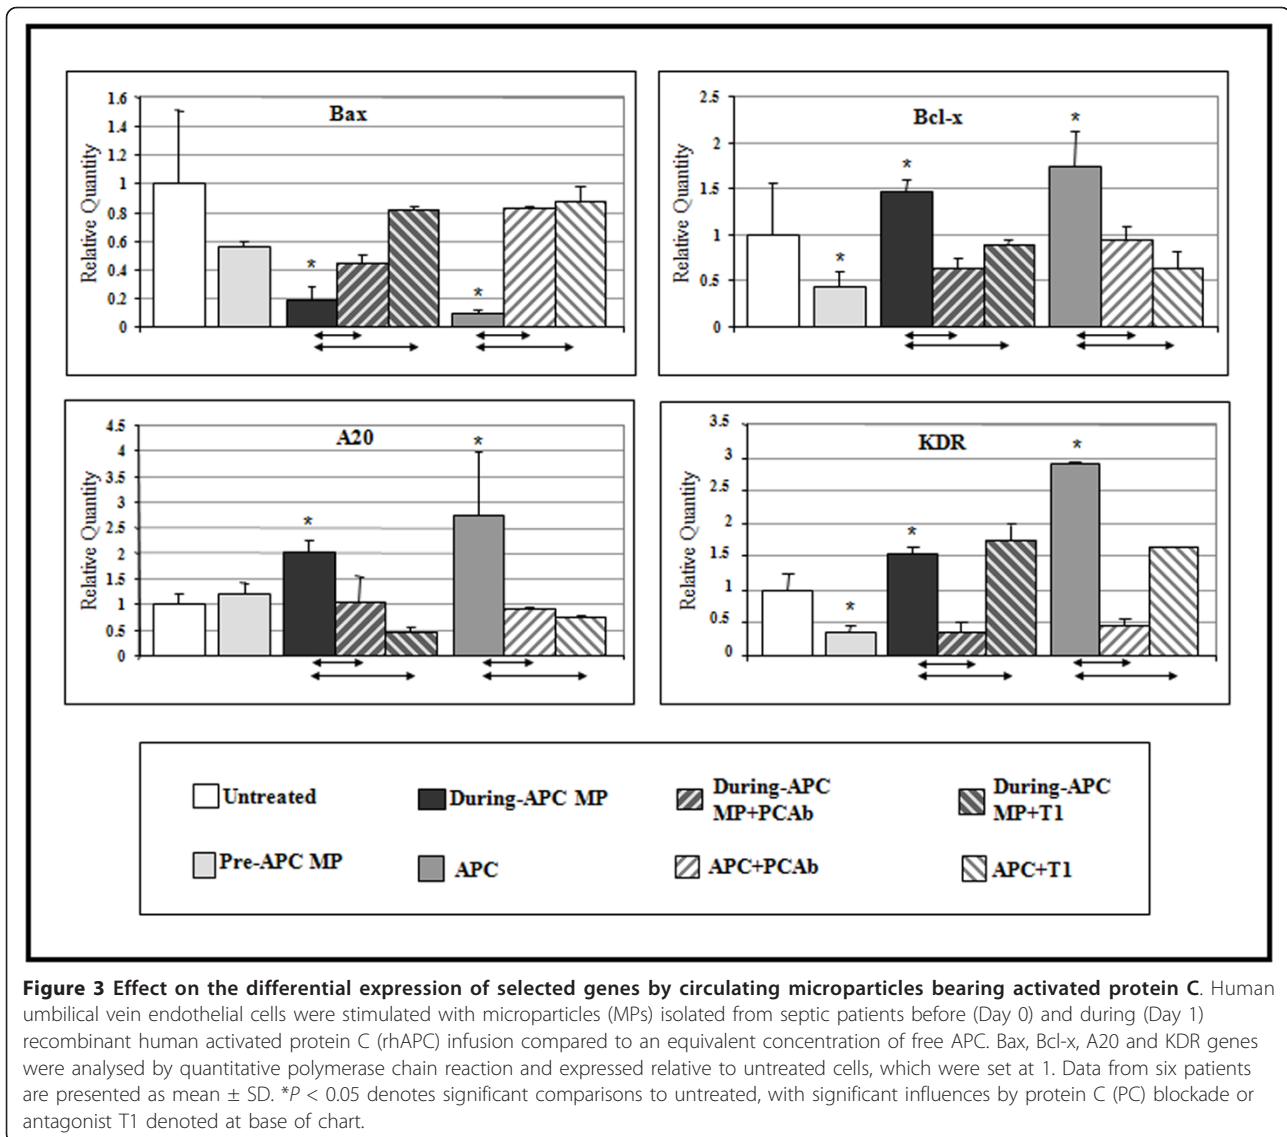 Bax
Relative Quantity
1.6
1.4
1.2
1
0.8
0.6
0.4
0.2
0
*
*
Bcl-x
Relative Quantity
2.5
2
1.5
1
0.5
0
*
*
*
A20
Relative Quantity
4.5
4
3.5
3
2.5
2
1.5
1
0.5
0
*
*
KDR
Relative Quantity
3.5
3
2.5
2
1.5
1
0.5
0
*
*
*
Untreated
During-APC MP
During-APC
MP+PCAb
During-APC
MP+T1
Pre-APC MP
APC
APC+PCAb
APC+T1
Figure 3 Effect on the differential expression of selected genes by circulating microparticles bearing activated protein C. Human
umbilical vein endothelial cells were stimulated with microparticles (MPs) isolated from septic patients before (Day 0) and during (Day 1)
recombinant human activated protein C (rhAPC) infusion compared to an equivalent concentration of free APC. Bax, Bcl-x, A20 and KDR genes
were analysed by quantitative polymerase chain reaction and expressed relative to untreated cells, which were set at 1. Data from six patients
are presented as mean ± SD. *P < 0.05 denotes significant comparisons to untreated, with significant influences by protein C (PC) blockade or
antagonist T1 denoted at base of chart.